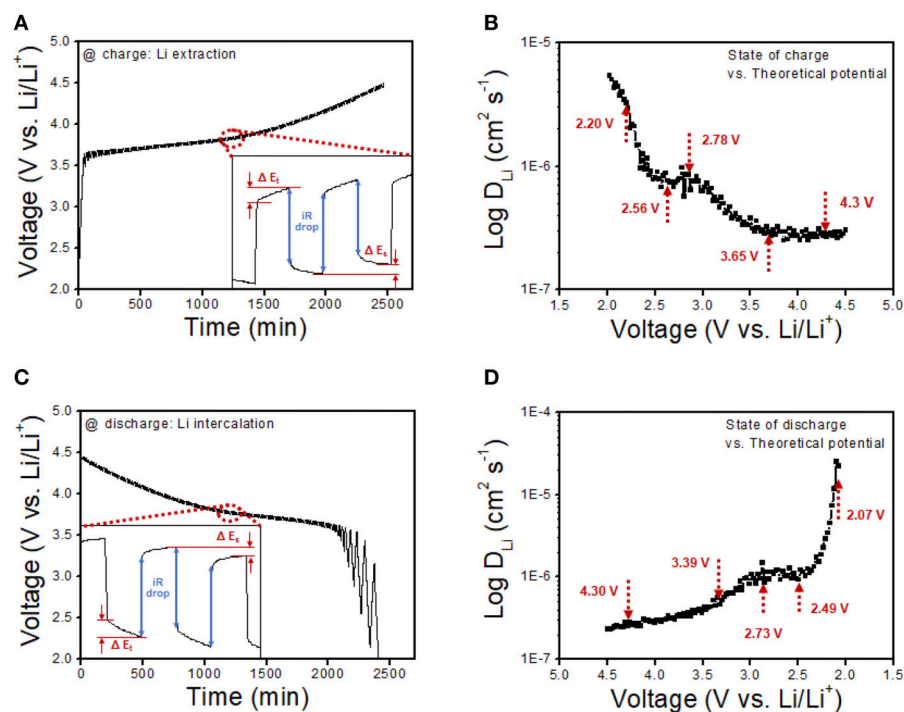 A
@ charge: Li extraction
Voltage (V vs. Li/Li+)
5.0
4.5
4.0
3.5
3.0
2.5
2.0
Δ Et
iR
drop
Δ Es
0 500 1000 1500 2000 2500
Time (min)
B
State of charge
vs. Theoretical potential
Log DLi (cm2 s-1)
1E-5
1E-6
1E-7
2.20 V
2.78 V
2.56 V
4.3 V
3.65 V
1.5 2.0 2.5 3.0 3.5 4.0 4.5 5.0
Voltage (V vs. Li/Li+)
C
@ discharge: Li intercalation
Voltage (V vs. Li/Li+)
5.0
4.5
4.0
3.5
3.0
2.5
2.0
Δ Es
iR
drop
Δ Et
0 500 1000 1500 2000 2500
Time (min)
D
State of discharge
vs. Theoretical potential
Log DLi (cm2 s-1)
1E-4
1E-5
1E-6
1E-7
2.07 V
3.39 V
4.30 V
2.49 V
2.73 V
5.0 4.5 4.0 3.5 3.0 2.5 2.0 1.5
Voltage (V vs. Li/Li+)